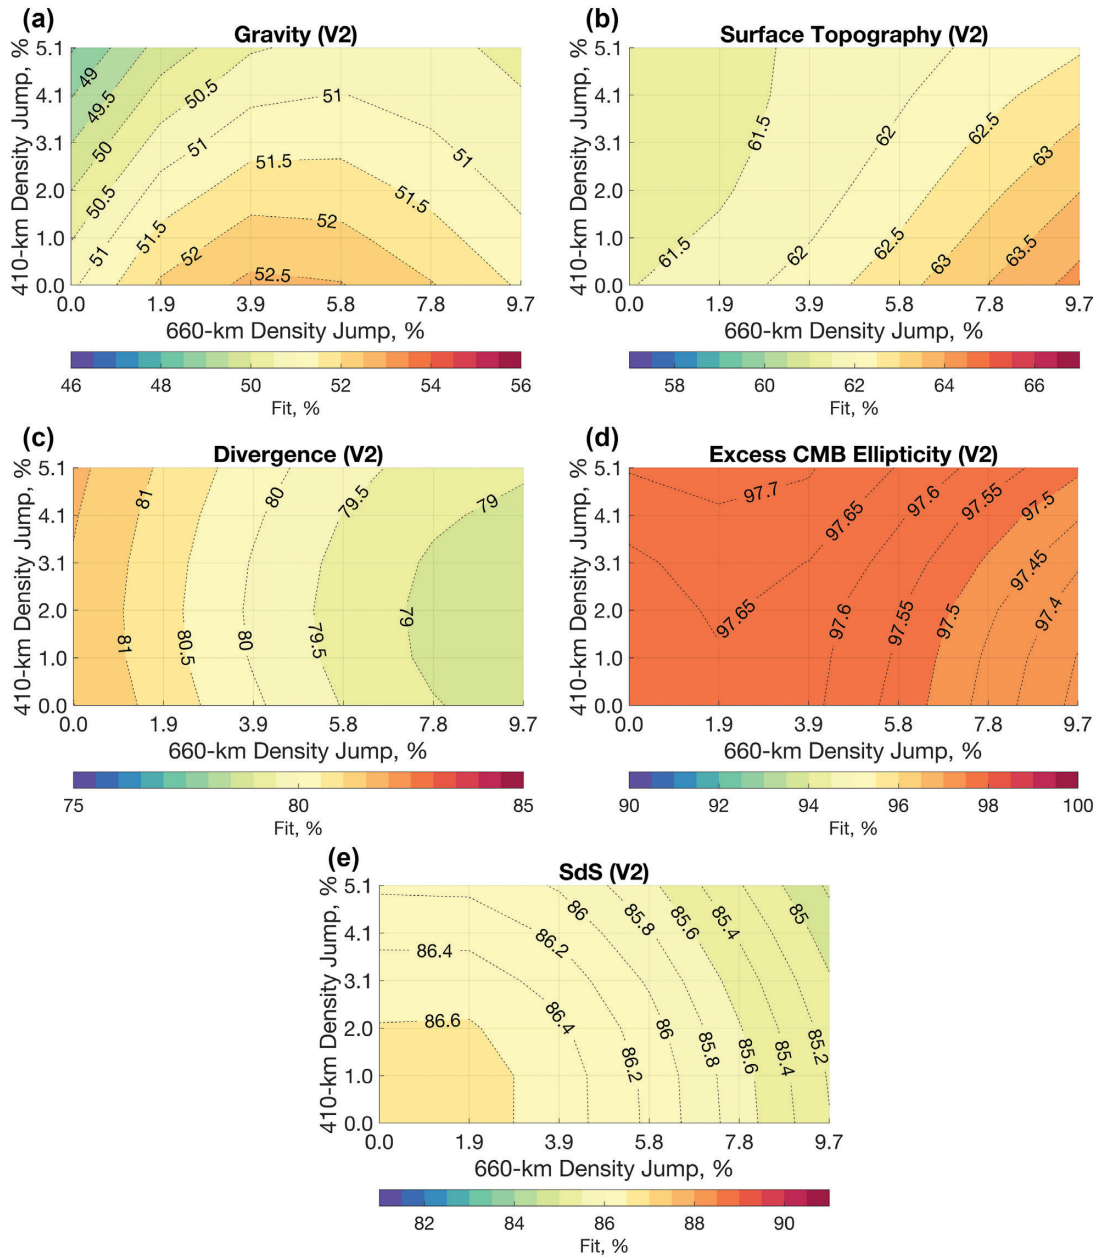 (a)
Gravity (V2)
410-km Density Jump, %
5.1
4.1
3.1
2.0
1.0
0.0
49
49.5
50
50.5
51
50.5
51
51.5
52
51
51.5
52
52.5
51.5
51
0.0 1.9 3.9 5.8 7.8 9.7
660-km Density Jump, %
46 48 50 52 54 56
Fit, %
(b)
Surface Topography (V2)
410-km Density Jump, %
5.1
4.1
3.1
2.0
1.0
0.0
61.5
62
62.5
63
61.5
62
62.5
63
63.5
0.0 1.9 3.9 5.8 7.8 9.7
660-km Density Jump, %
58 60 62 64 66
Fit, %
(c)
Divergence (V2)
410-km Density Jump, %
5.1
4.1
3.1
2.0
1.0
0.0
81
80
79.5
79
81
80.5
80
79.5
79
0.0 1.9 3.9 5.8 7.8 9.7
660-km Density Jump, %
75 80 85
Fit, %
(d)
Excess CMB Ellipticity (V2)
410-km Density Jump, %
5.1
4.1
3.1
2.0
1.0
0.0
97.7
97.65
97.6
97.55
97.5
97.45
97.4
97.65
97.6
97.55
97.5
0.0 1.9 3.9 5.8 7.8 9.7
660-km Density Jump, %
90 92 94 96 98 100
Fit, %
(e)
SdS (V2)
410-km Density Jump, %
5.1
4.1
3.1
2.0
1.0
0.0
86
85.8
85.6
85.4
85
86.4
86.2
86.6
86.4
86.2
86
85.8
85.6
85.4
85.2
0.0 1.9 3.9 5.8 7.8 9.7
660-km Density Jump, %
82 84 86 88 90
Fit, %